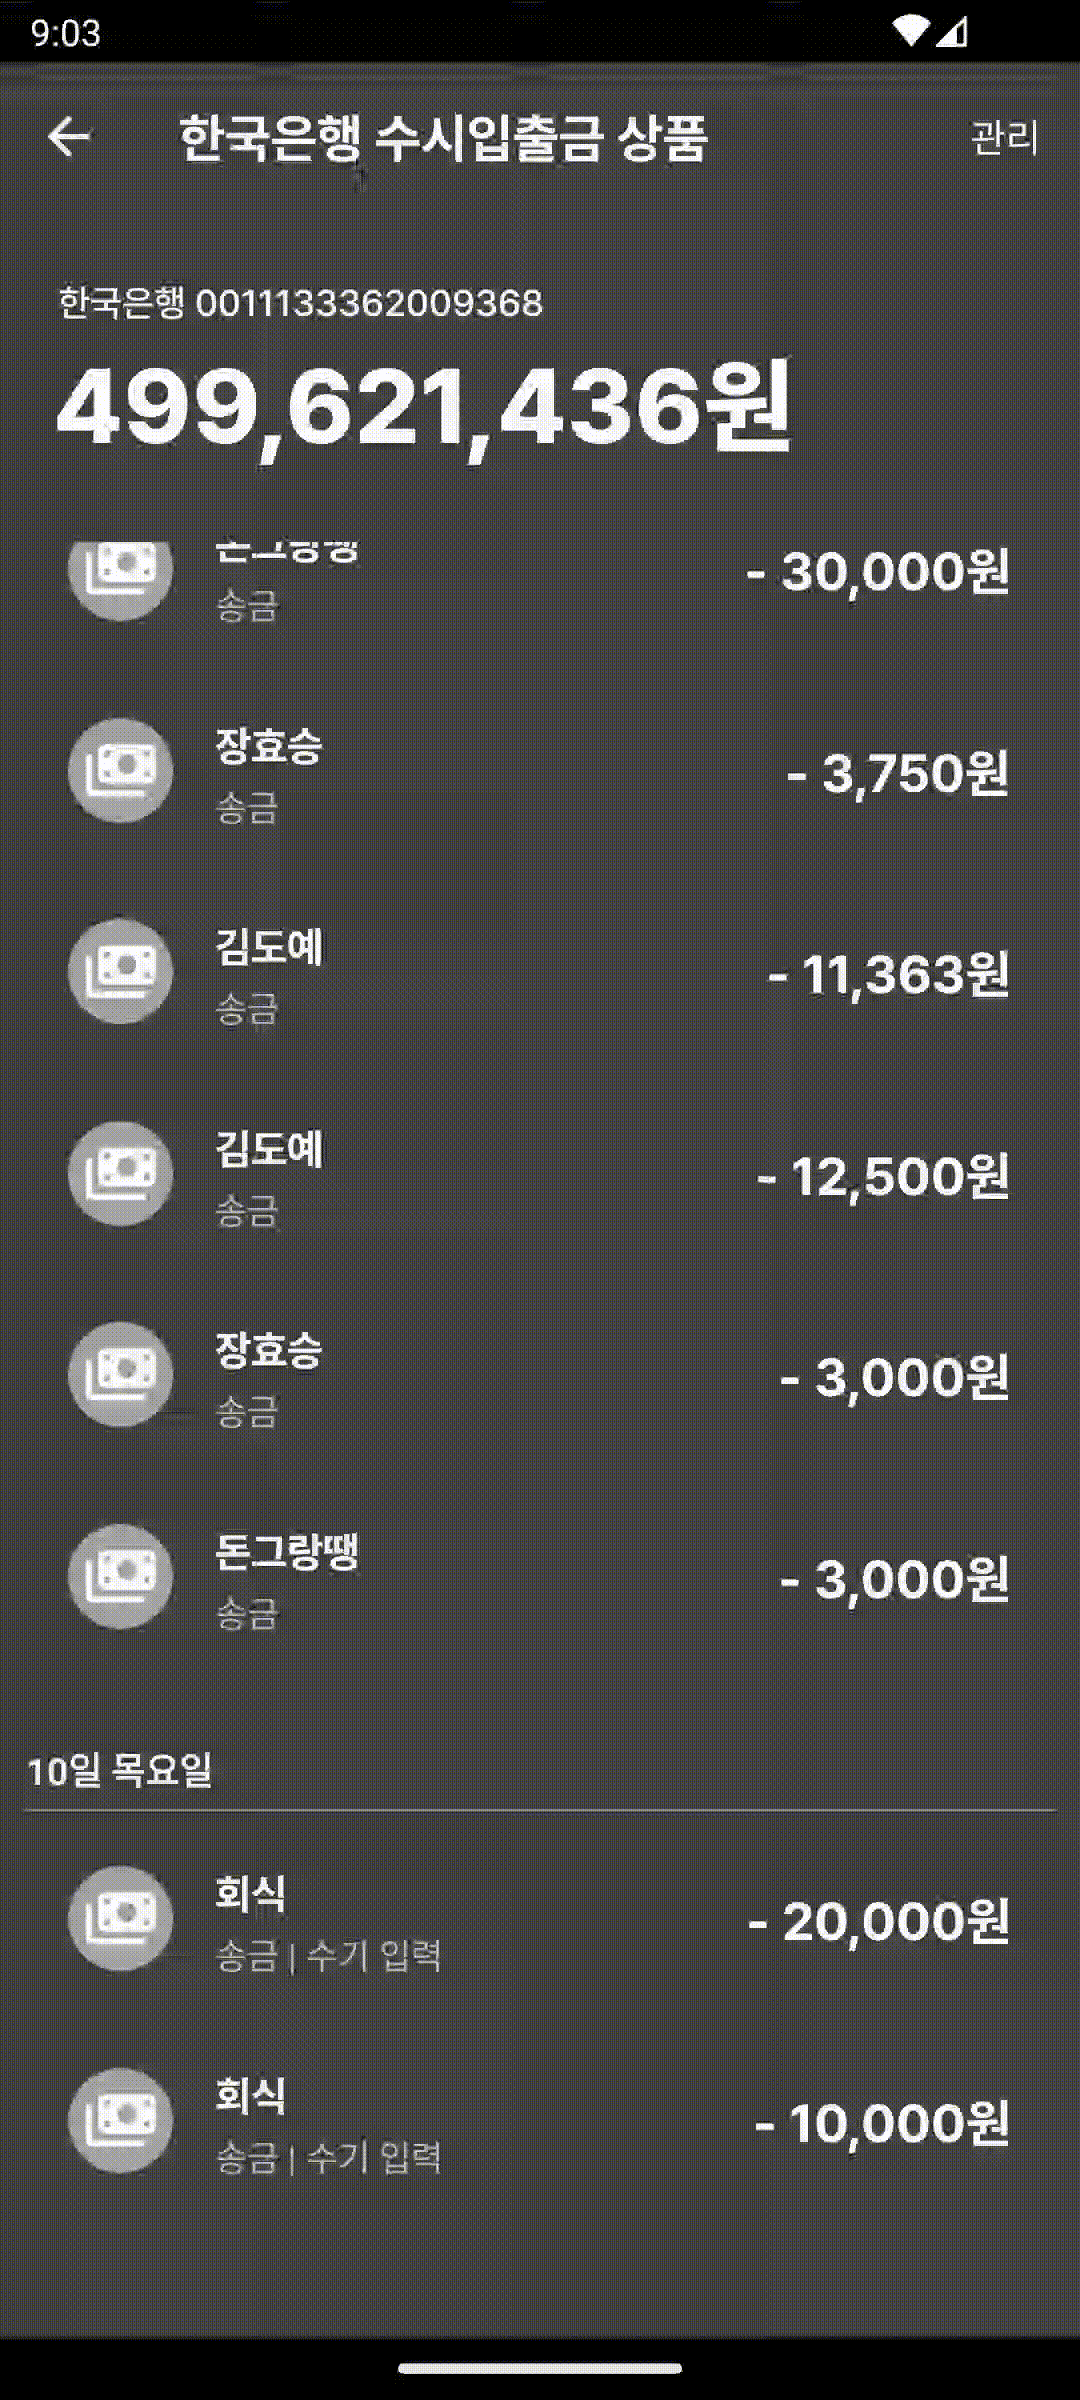 9:03
한국은행 수시입출금 상품
관리
한국은행 00111333362009368
499,621,436원
돈그랑땡
- 30,000원
송금
장효승
- 3,750원
송금
김도예
- 11,363원
송금
김도예
- 12,500원
송금
장효승
- 3,000원
송금
돈그랑땡
- 3,000원
송금
10일 목요일
회식
- 20,000원
송금 | 수기 입력
회식
- 10,000원
송금 | 수기 입력